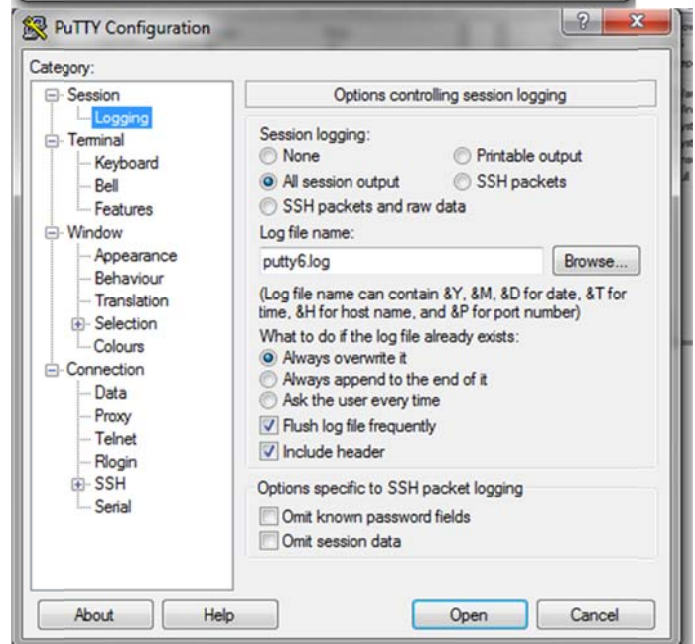 PuTTY Configuration
Category:
Session
Logging
Terminal
Keyboard
Bell
Features
Window
Appearance
Behaviour
Translation
Selection
Colours
Connection
Data
Proxy
Telnet
Rlogin
SSH
Serial
Options controlling session logging
Session logging:
None Printable output
All session output SSH packets
SSH packets and raw data
Log file name:
putty6.log Browse...
(Log file name can contain &Y, &M, &D for date, &T for
time, &H for host name, and &P for port number)
What to do if the log file already exists:
Always overwrite it
Always append to the end of it
Ask the user every time
Flush log file frequently
Include header
Options specific to SSH packet logging
Omit known password fields
Omit session data
About Help Open Cancel